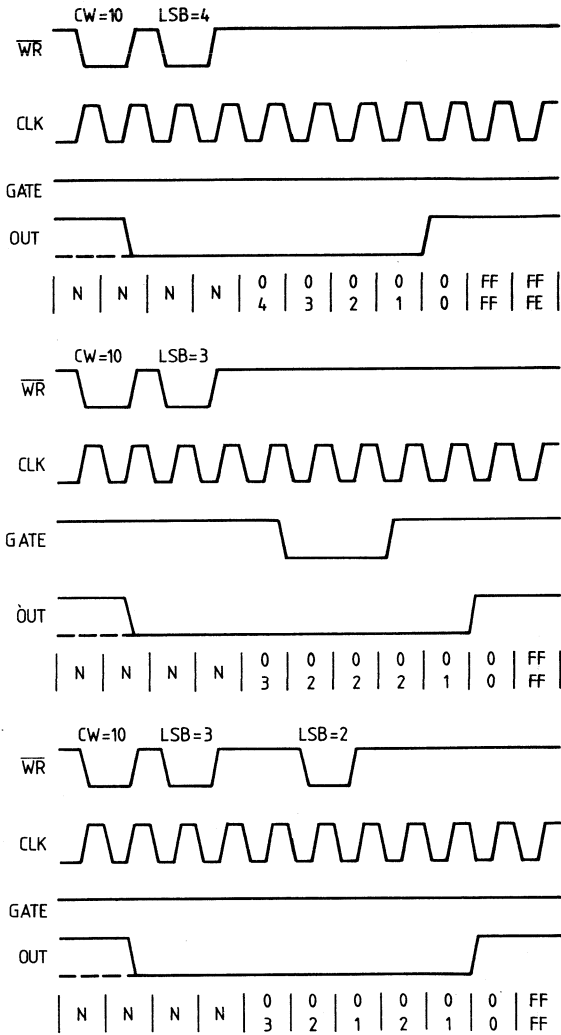 CW=10 LSB=4
WR
CLK
GATE
OUT
N N N N 0 0 0 0 0 FF FF
4 3 2 1 0 FF FE
CW=10 LSB=3
WR
CLK
GATE
OUT
N N N N 0 0 0 0 0 0 FF
3 2 2 2 1 0 FF
CW=10 LSB=3 LSB=2
WR
CLK
GATE
OUT
N N N N 0 0 0 0 0 0 FF
3 2 1 2 1 0 FF